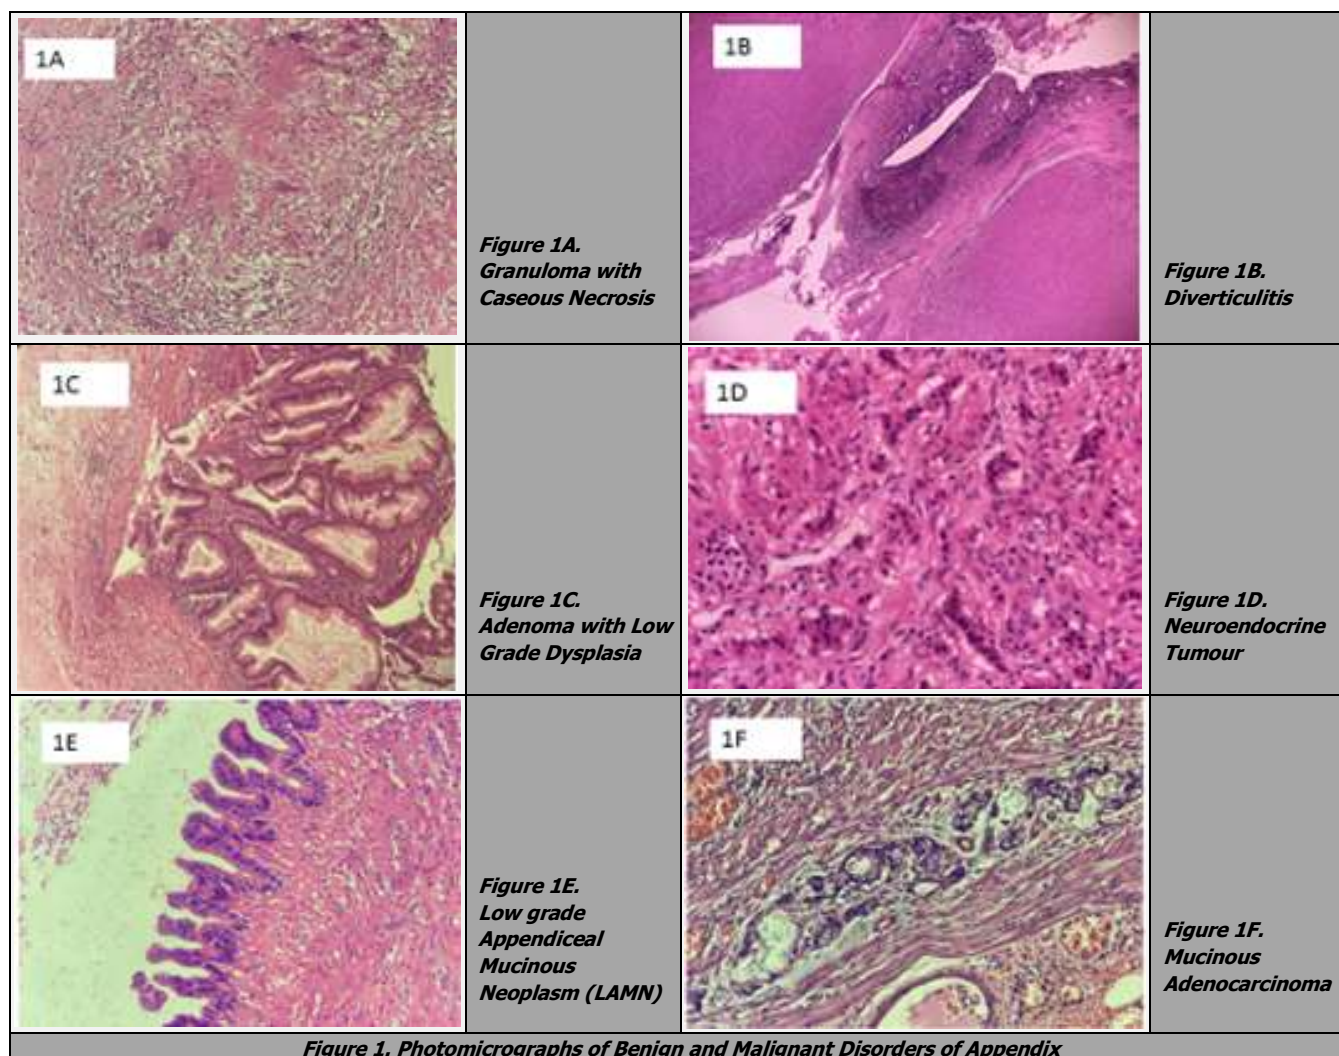 1A
Figure 1A.
Granuloma with
Caseous Necrosis
1B
Figure 1B.
Diverticulitis
1C
Figure 1C.
Adenoma with Low
Grade Dysplasia
1D
Figure 1D.
Neuroendocrine
Tumour
1E
Figure 1E.
Low grade
Appendiceal
Mucinous
Neoplasm (LAMN)
1F
Figure 1F.
Mucinous
Adenocarcinoma
Figure 1. Photomicrographs of Benign and Malignant Disorders of Appendix